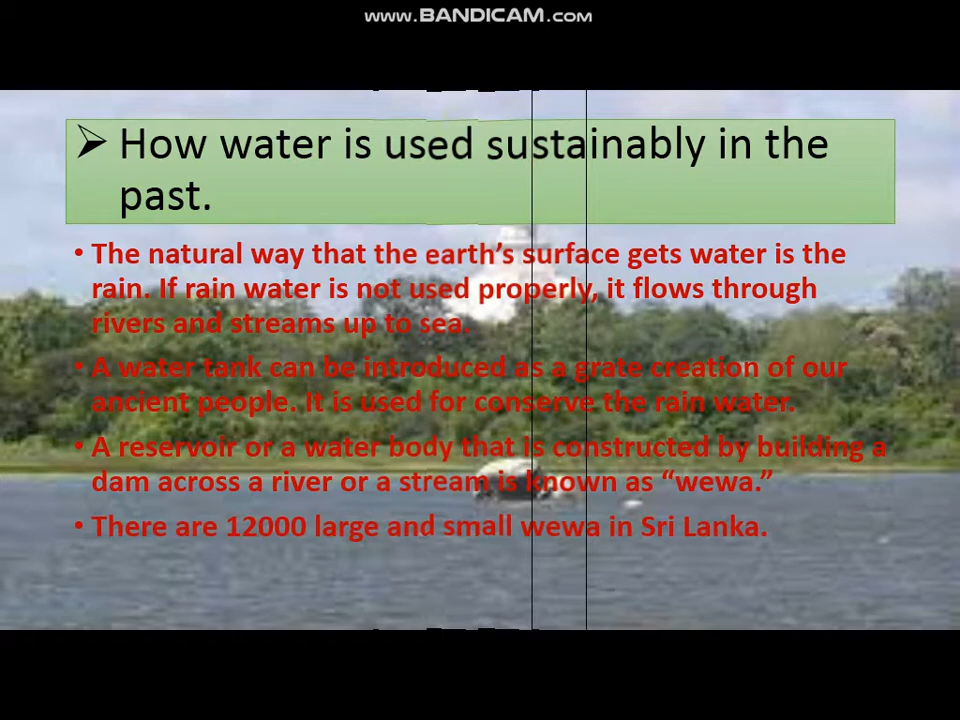 www.BANDICAM.com
➢ How water is used sustainably in the
past.
• The natural way that the earth’s surface gets water is the
rain. If rain water is not used properly, it flows through
rivers and streams up to sea.
• A water tank can be introduced as a grate creation of our
ancient people. It is used for conserve the rain water.
• A reservoir or a water body that is constructed by building a
dam across a river or a stream is known as “wewa.”
• There are 12000 large and small wewa in Sri Lanka.